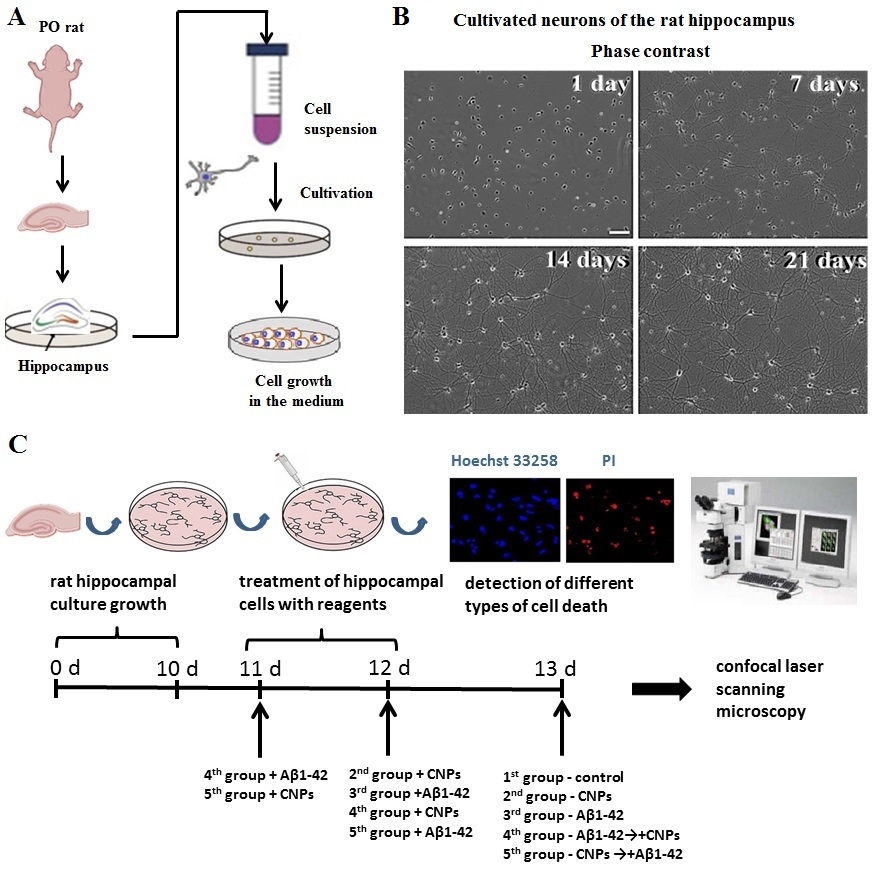 A
PO rat
Hippocampus
Cell
suspension
Cultivation
Cell growth
in the medium
B
Cultivated neurons of the rat hippocampus
Phase contrast
1 day
7 days
14 days
21 days
C
Hoechst 33258
PI
rat hippocampal
culture growth
treatment of hippocampal
cells with reagents
detection of different
types of cell death
0 d
10 d
11 d
12 d
13 d
confocal laser
scanning
microscopy
4th group + Aβ1-42
5th group + CNPs
2nd group + CNPs
3rd group +Aβ1-42
4th group + CNPs
5th group + Aβ1-42
1st group - control
2nd group - CNPs
3rd group - Aβ1-42
4th group - Aβ1-42→+CNPs
5th group - CNPs →+Aβ1-42